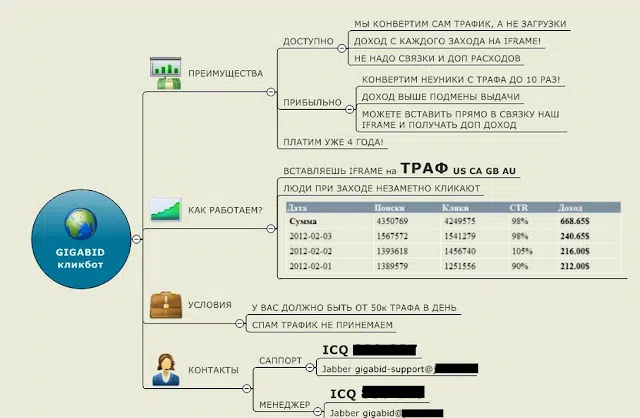 GIGABID
кликбот
ПРЕИМУЩЕСТВА
ДОСТУПНО
МЫ КОНВЕРТИМ САМ ТРАФИК, А НЕ ЗАГРУЗКИ
ДОХОД С КАЖДОГО ЗАХОДА НА IFRAME!
НЕ НАДО СВЯЗКИ И ДОП РАСХОДОВ
ПРИБЫЛЬНО
КОНВЕРТИМ НЕУНИКИ С ТРАФА ДО 10 РАЗ!
ДОХОД ВЫШЕ ПОДМЕНЫ ВЫДАЧИ
МОЖЕТЕ ВСТАВИТЬ ПРЯМО В СВЯЗКУ НАШ
IFRAME И ПОЛУЧАТЬ ДОП ДОХОД
ПЛАТИМ УЖЕ 4 ГОДА!
КАК РАБОТАЕМ?
ВСТАВЛЯЕШЬ IFRAME на ТРАФ US CA GB AU
ЛЮДИ ПРИ ЗАХОДЕ НЕЗАМЕТНО КЛИКАЮТ
Дата Поиски Клики CTR Доход
Сумма 4350769 4249575 98% 668.65$
2012-02-03 1567572 1541279 98% 240.65$
2012-02-02 1393618 1456740 105% 216.00$
2012-02-01 1389579 1251556 90% 212.00$
УСЛОВИЯ
У ВАС ДОЛЖНО БЫТЬ ОТ 50к ТРАФА В ДЕНЬ
СПАМ ТРАФИК НЕ ПРИНИМАЕМ
КОНТАКТЫ
САППОРТ
ICQ
Jabber gigabid-support@j
МЕНЕДЖЕР
ICQ
Jabber gigabid@